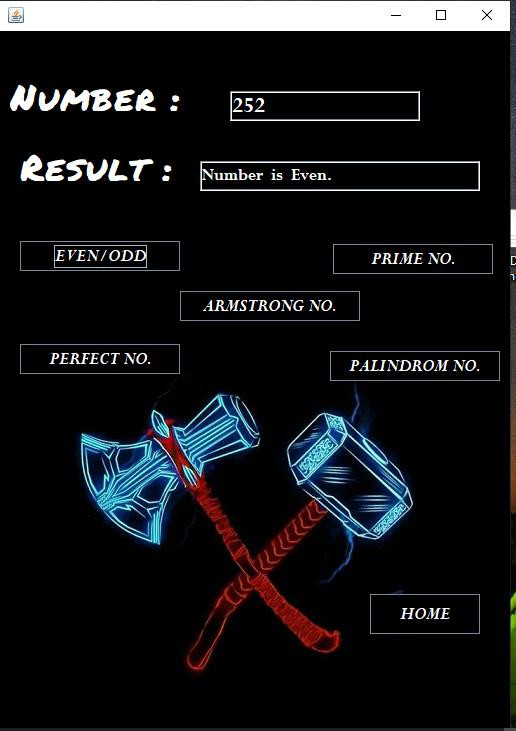 NUMBER :
252
RESULT :
Number is Even.
EVEN/ODD
PRIME NO.
ARMSTRONG NO.
PERFECT NO.
PALINDROM NO.
HOME